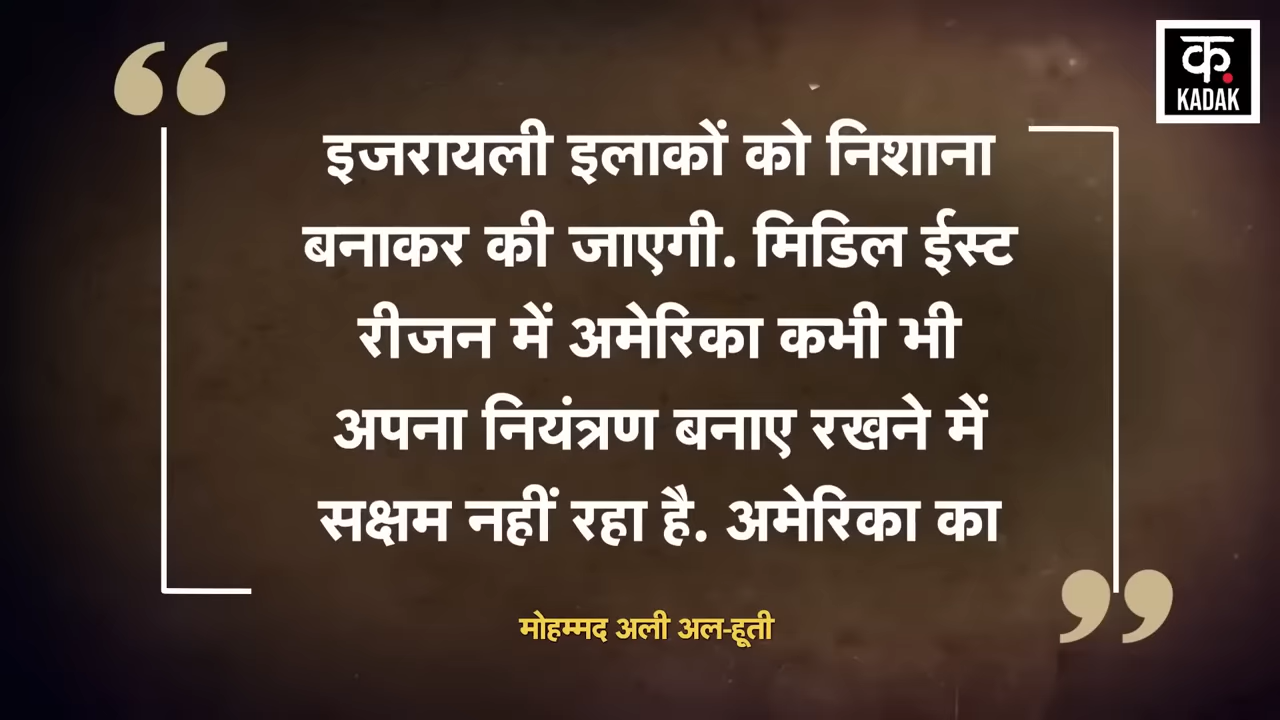 क.
KADAK
इजरायली इलाकों को निशाना
बनाकर की जाएगी. मिडिल ईस्ट
रीजन में अमेरिका कभी भी
अपना नियंत्रण बनाए रखने में
सक्षम नहीं रहा है. अमेरिका का
मोहम्मद अली अल-हूती